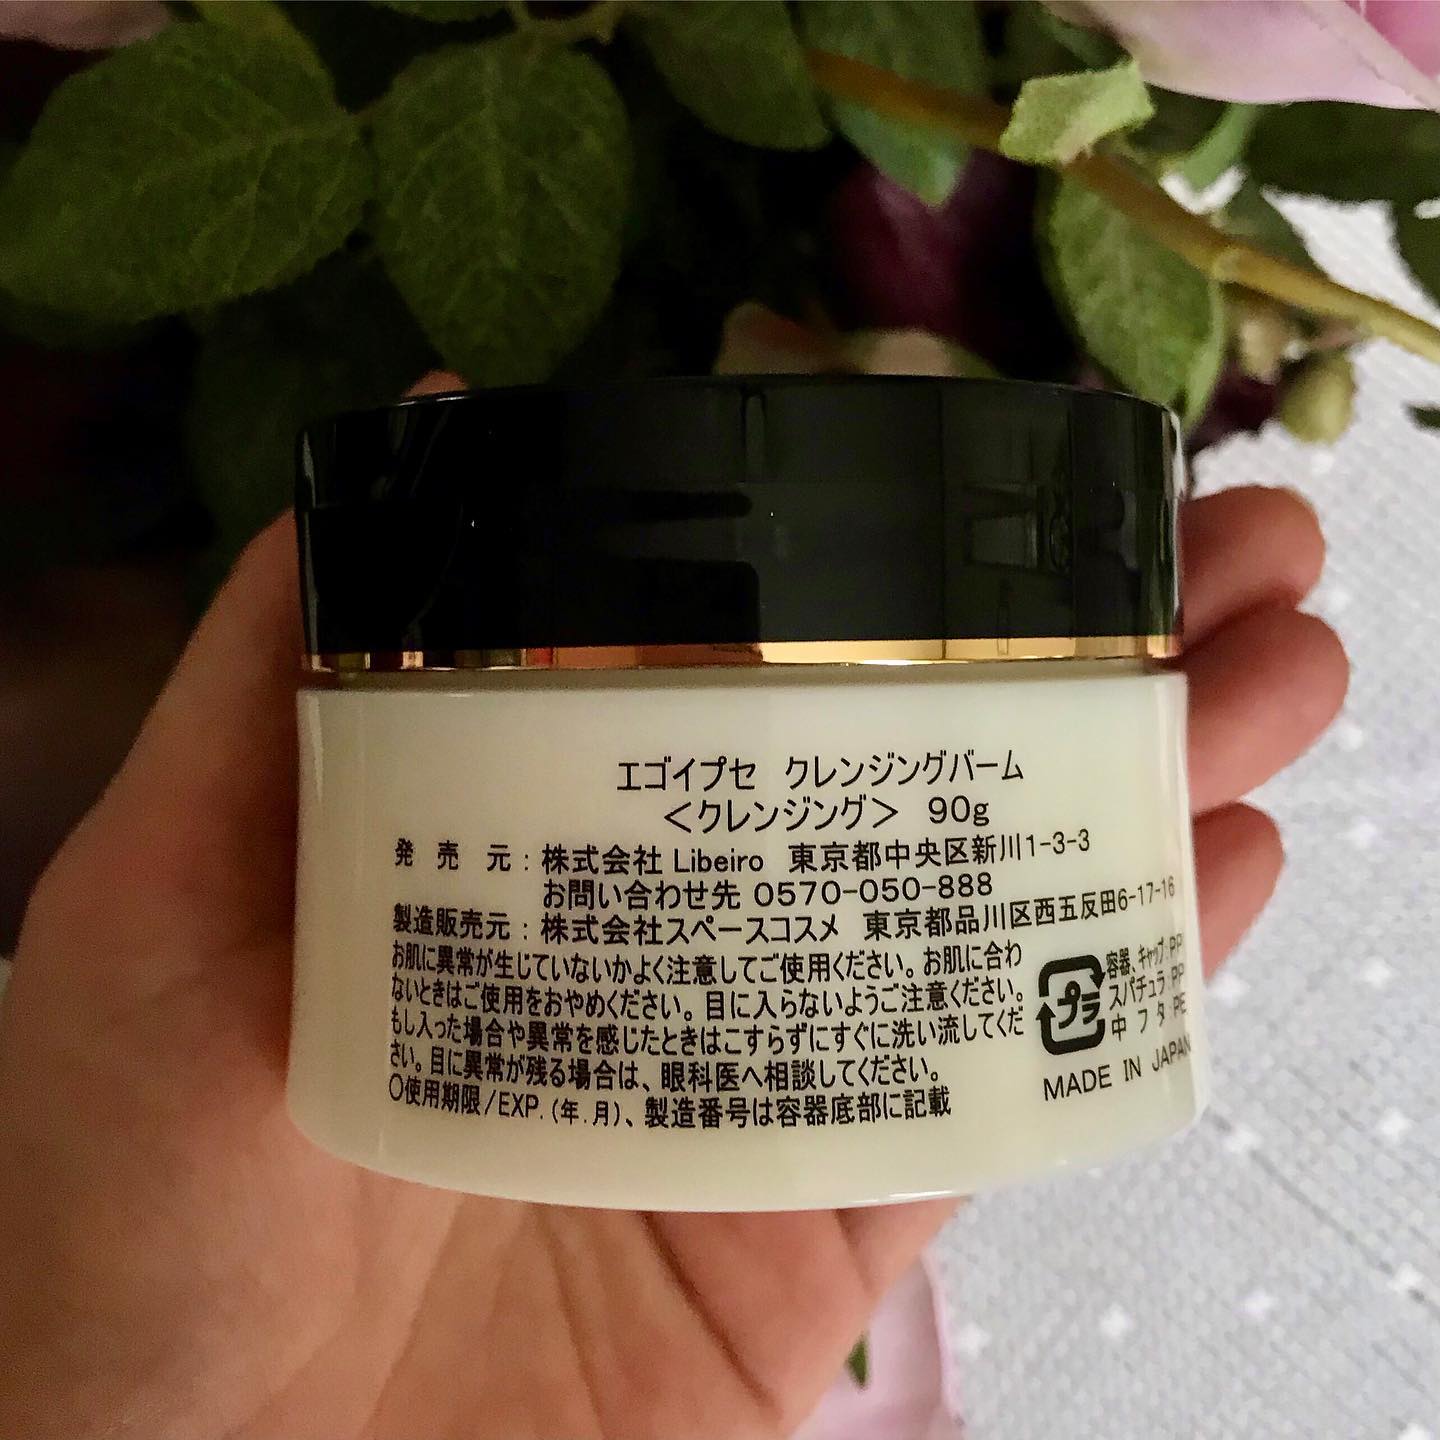 エゴイプセ クレンジングバーム
＜クレンジング＞ 90g
発売元：株式会社 Libeiro 東京都中央区新川1-3-3
お問い合わせ先 0570-050-888
製造販売元：株式会社スペースコスメ 東京都品川区西五反田6-17-16
お肌に異常が生じていないかよく注意してご使用ください。お肌に合わ
ないときはご使用をおやめください。目に入らないようご注意ください。
もし入った場合や異常を感じたときはこすらずにすぐに洗い流してくだ
さい。目に異常が残る場合は、眼科医へ相談してください。
〇使用期限/EXP.(年.月)、製造番号は容器底部に記載
プラ
容器、キャップ:PP
スパチュラ:PP
中フタ:PE
MADE IN JAPAN